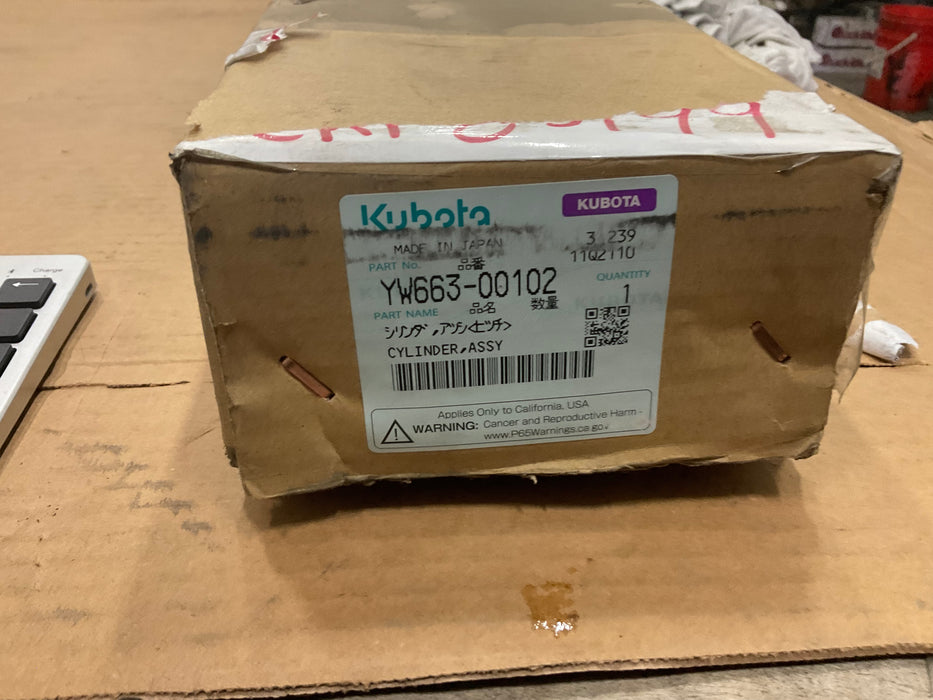 Kubota
KUBOTA
MADE IN JAPAN
3 239
11Q2110
PART No.
品番
QUANTITY
YW663-00102
1
PART NAME
品名
数量
シリンダ,アッシ<ヒッチ>
CYLINDER,ASSY
Applies Only to California, USA
WARNING: Cancer and Reproductive Harm -
www.P65Warnings.ca.gov
Charge